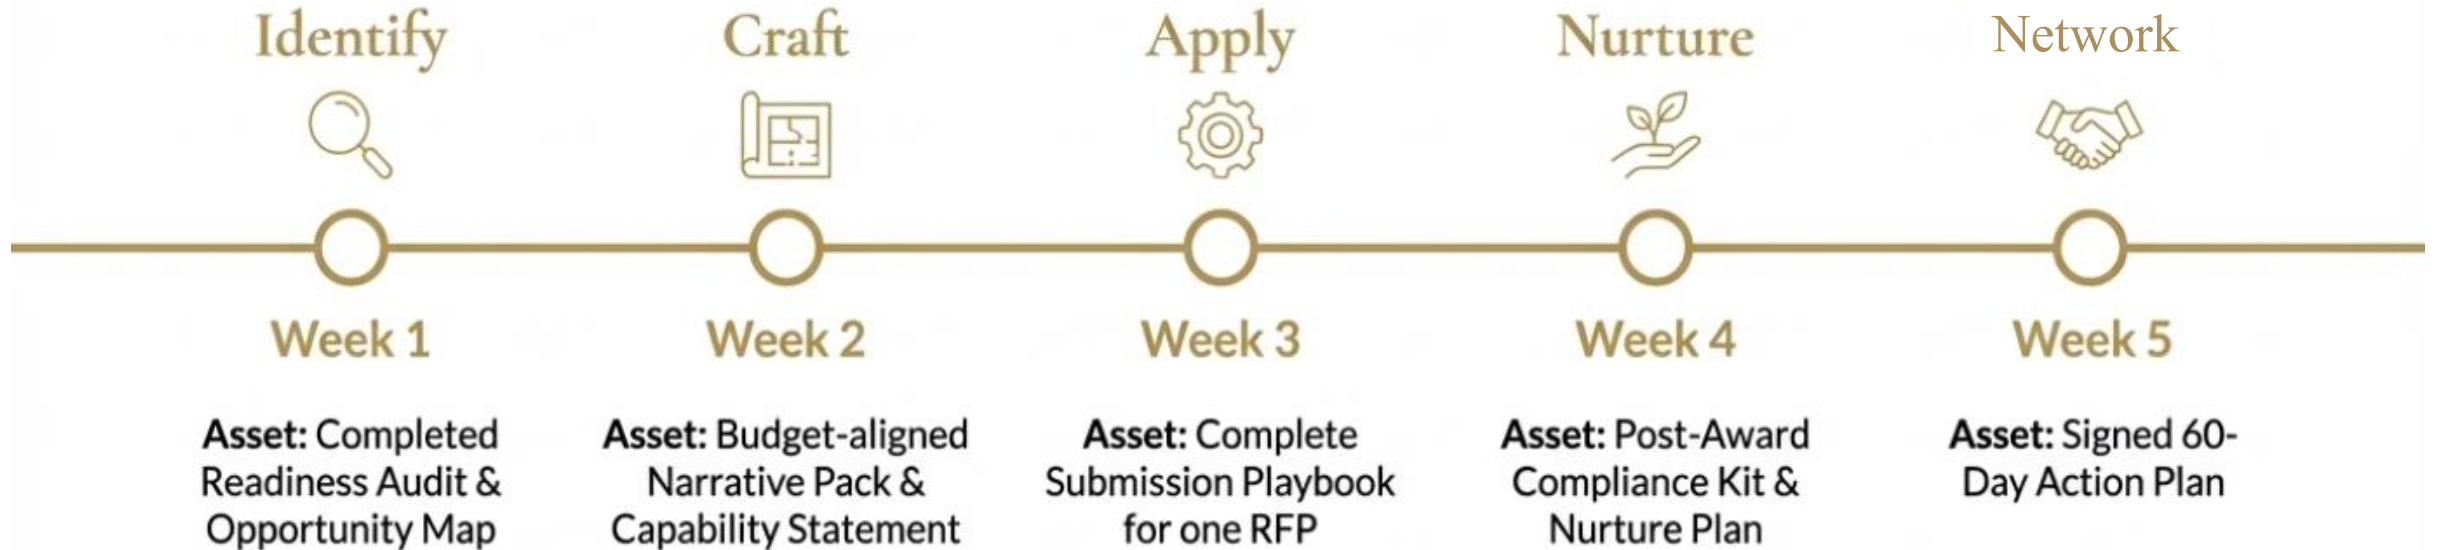 Identify
Craft
Apply
Nurture
Network
Week 1
Week 2
Week 3
Week 4
Week 5
Asset: Completed
Readiness Audit &
Opportunity Map
Asset: Budget-aligned
Narrative Pack &
Capability Statement
Asset: Complete
Submission Playbook
for one RFP
Asset: Post-Award
Compliance Kit &
Nurture Plan
Asset: Signed 60-
Day Action Plan